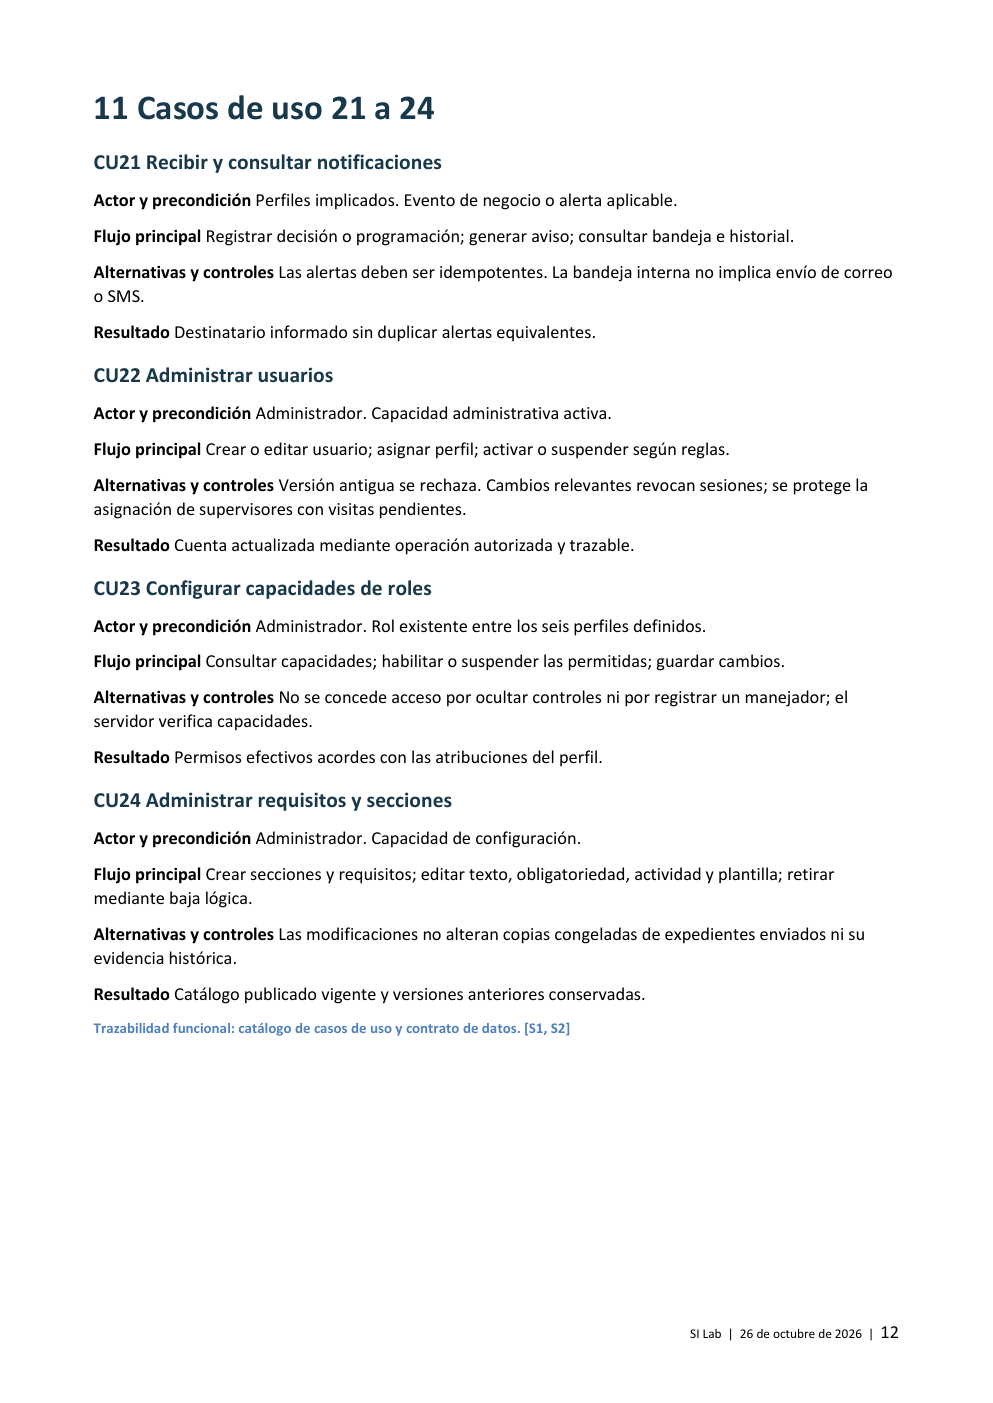 11 Casos de uso 21 a 24
CU21 Recibir y consultar notificaciones
Actor y precondición Perfiles implicados. Evento de negocio o alerta aplicable.
Flujo principal Registrar decisión o programación; generar aviso; consultar bandeja e historial.
Alternativas y controles Las alertas deben ser idempotentes. La bandeja interna no implica envío de correo
o SMS.
Resultado Destinatario informado sin duplicar alertas equivalentes.
CU22 Administrar usuarios
Actor y precondición Administrador. Capacidad administrativa activa.
Flujo principal Crear o editar usuario; asignar perfil; activar o suspender según reglas.
Alternativas y controles Versión antigua se rechaza. Cambios relevantes revocan sesiones; se protege la
asignación de supervisores con visitas pendientes.
Resultado Cuenta actualizada mediante operación autorizada y trazable.
CU23 Configurar capacidades de roles
Actor y precondición Administrador. Rol existente entre los seis perfiles definidos.
Flujo principal Consultar capacidades; habilitar o suspender las permitidas; guardar cambios.
Alternativas y controles No se concede acceso por ocultar controles ni por registrar un manejador; el
servidor verifica capacidades.
Resultado Permisos efectivos acordes con las atribuciones del perfil.
CU24 Administrar requisitos y secciones
Actor y precondición Administrador. Capacidad de configuración.
Flujo principal Crear secciones y requisitos; editar texto, obligatoriedad, actividad y plantilla; retirar
mediante baja lógica.
Alternativas y controles Las modificaciones no alteran copias congeladas de expedientes enviados ni su
evidencia histórica.
Resultado Catálogo publicado vigente y versiones anteriores conservadas.
Trazabilidad funcional: catálogo de casos de uso y contrato de datos. [S1, S2]
SI Lab | 26 de octubre de 2026 | 12